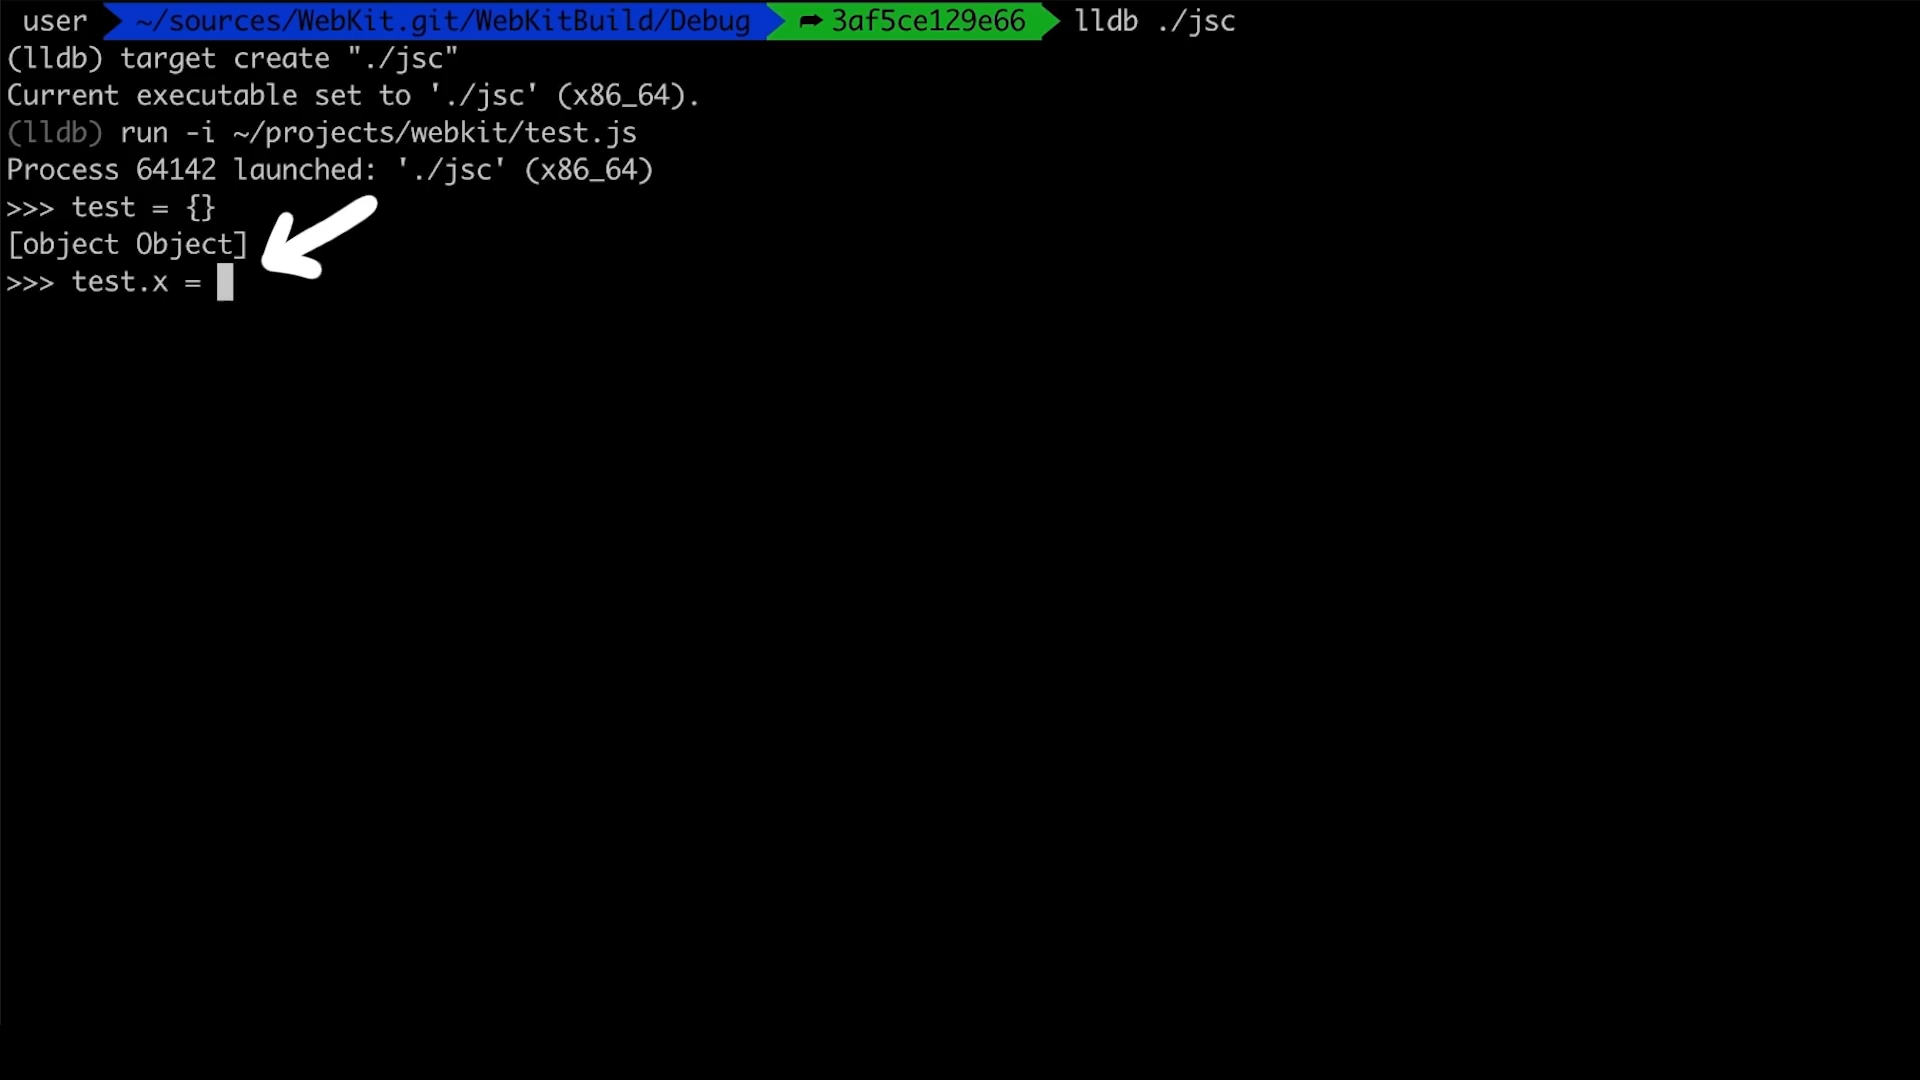 user ~/sources/WebKit.git/WebKitBuild/Debug ➦ 3af5ce129e66 lldb ./jsc
(lldb) target create "./jsc"
Current executable set to './jsc' (x86_64).
(lldb) run -i ~/projects/webkit/test.js
Process 64142 launched: './jsc' (x86_64)
>>> test = {}
[object Object]
>>> test.x =